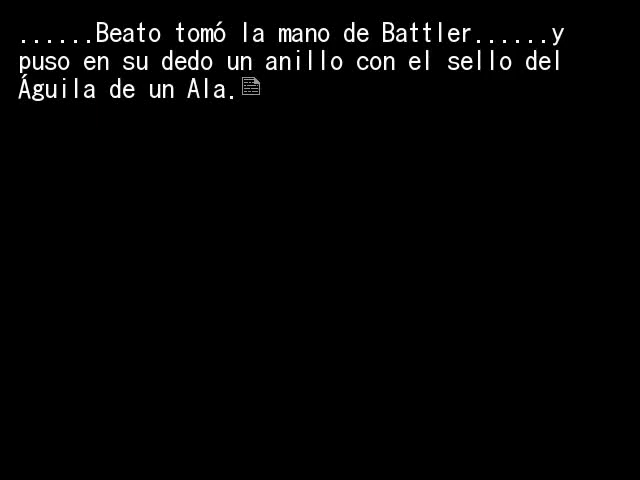 ......Beato tomó la mano de Battler......y
puso en su dedo un anillo con el sello del
Águila de un Ala.